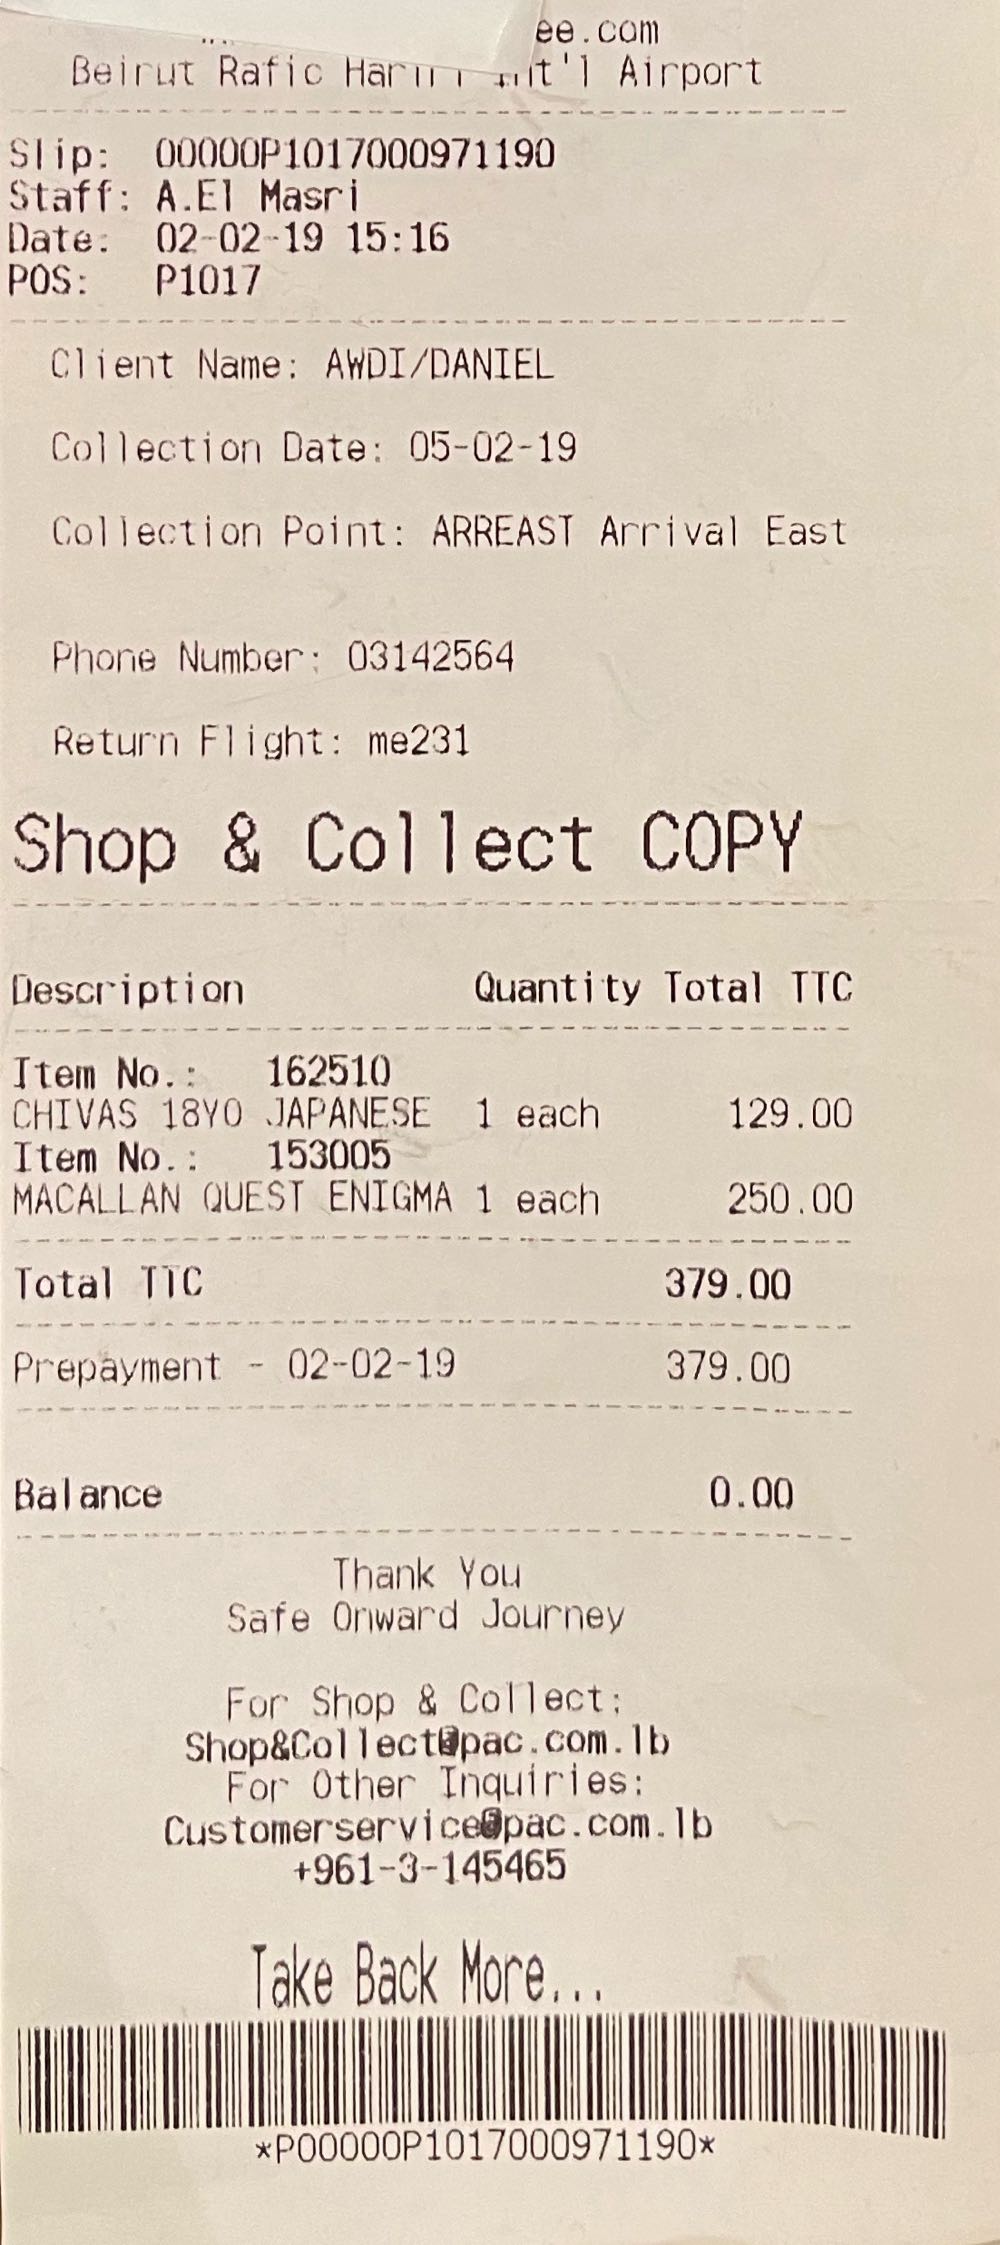 ee.com
Beirut Rafic Hariri Int'l Airport
Slip: 00000P1017000971190
Staff: A.El Masri
Date: 02-02-19 15:16
POS: P1017
Client Name: AWDI/DANIEL
Collection Date: 05-02-19
Collection Point: ARREAST Arrival East
Phone Number: 03142564
Return Flight: me231
Shop & Collect COPY
Description Quantity Total TTC
Item No.: 162510
CHIVAS 18YO JAPANESE 1 each 129.00
Item No.: 153005
MACALLAN QUEST ENIGMA 1 each 250.00
Total TTC 379.00
Prepayment - 02-02-19 379.00
Balance 0.00
Thank You
Safe Onward Journey
For Shop & Collect:
Shop&Collect@pac.com.lb
For Other Inquiries:
Customerservice@pac.com.lb
+961-3-145465
Take Back More...
*P00000P1017000971190*